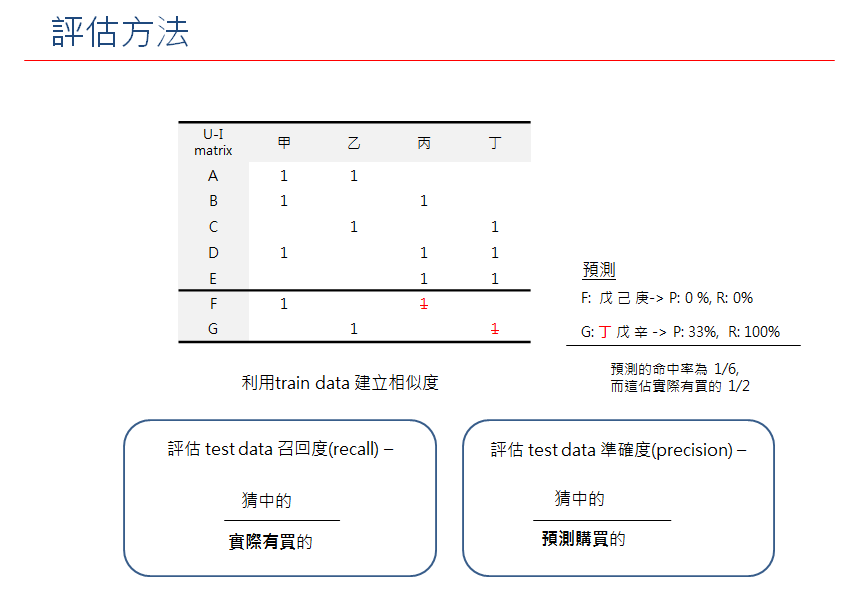 評估方法
U-I
matrix
甲 乙 丙 丁
A 1 1
B 1 1
C 1 1
D 1 1 1
E 1 1
F 1 1
G 1 1
預測
F: 戊 己 庚-> P: 0 %, R: 0%
G: 丁 戊 辛 -> P: 33%, R: 100%
預測的命中率為 1/6,
而這佔實際有買的 1/2
利用train data 建立相似度
評估 test data 召回度(recall) –
猜中的
實際有買的
評估 test data 準確度(precision) –
猜中的
預測購買的